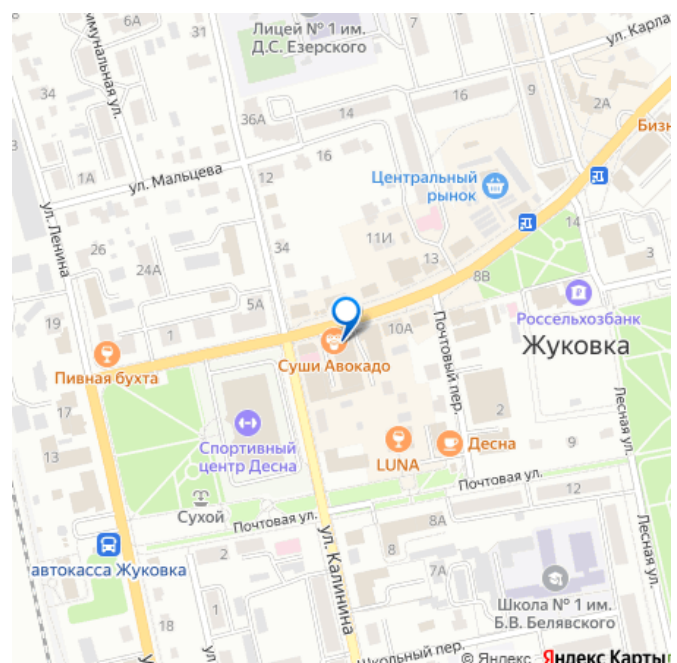 Лицей № 1 им.
Д.С. Езерского
6А
ул. Карла
34
36А
14
16
9
2А
Бизн
1А
ул. Мальцева
12
16
Центральный
рынок
ул. Ленина
26
24А
34
11И
13
14
3
8В
5А
19
1
10А
Россельхозбанк
Жуковка
Пивная бухта
Суши Авокадо
Почтовый пер.
17
13
Спортивный
центр Десна
LUNA
Десна
2
9
Лесная ул.
Сухой
Почтовая ул.
Почтовая ул.
12
автокасса Жуковка
2
ул. Калинина
8А
8
7А
Лесная ул.
1
18
Школа № 1 им.
Б.В. Белявского
© Яндекс Яндекс Карты